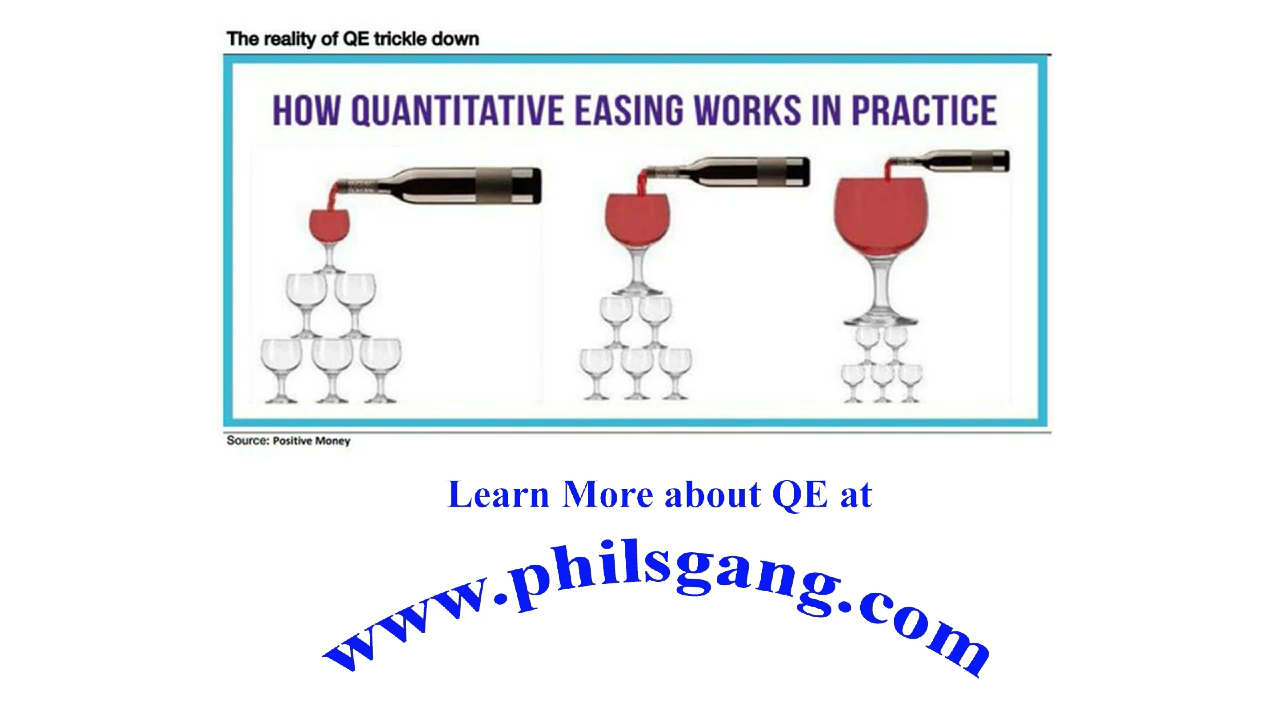 The reality of QE trickle down
HOW QUANTITATIVE EASING WORKS IN PRACTICE
Source: Positive Money
Learn More about QE at
www.philsgang.com